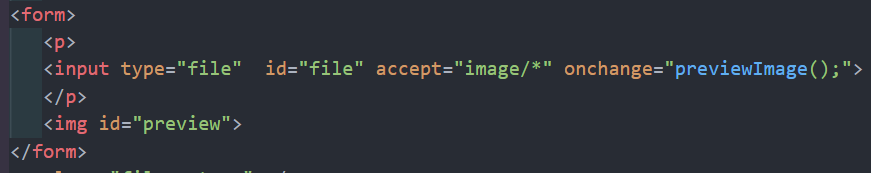 <form>
<p>
<input type="file"  id="file" accept="image/*" onchange="previewImage();">
</p>
<img id="preview">
</form>